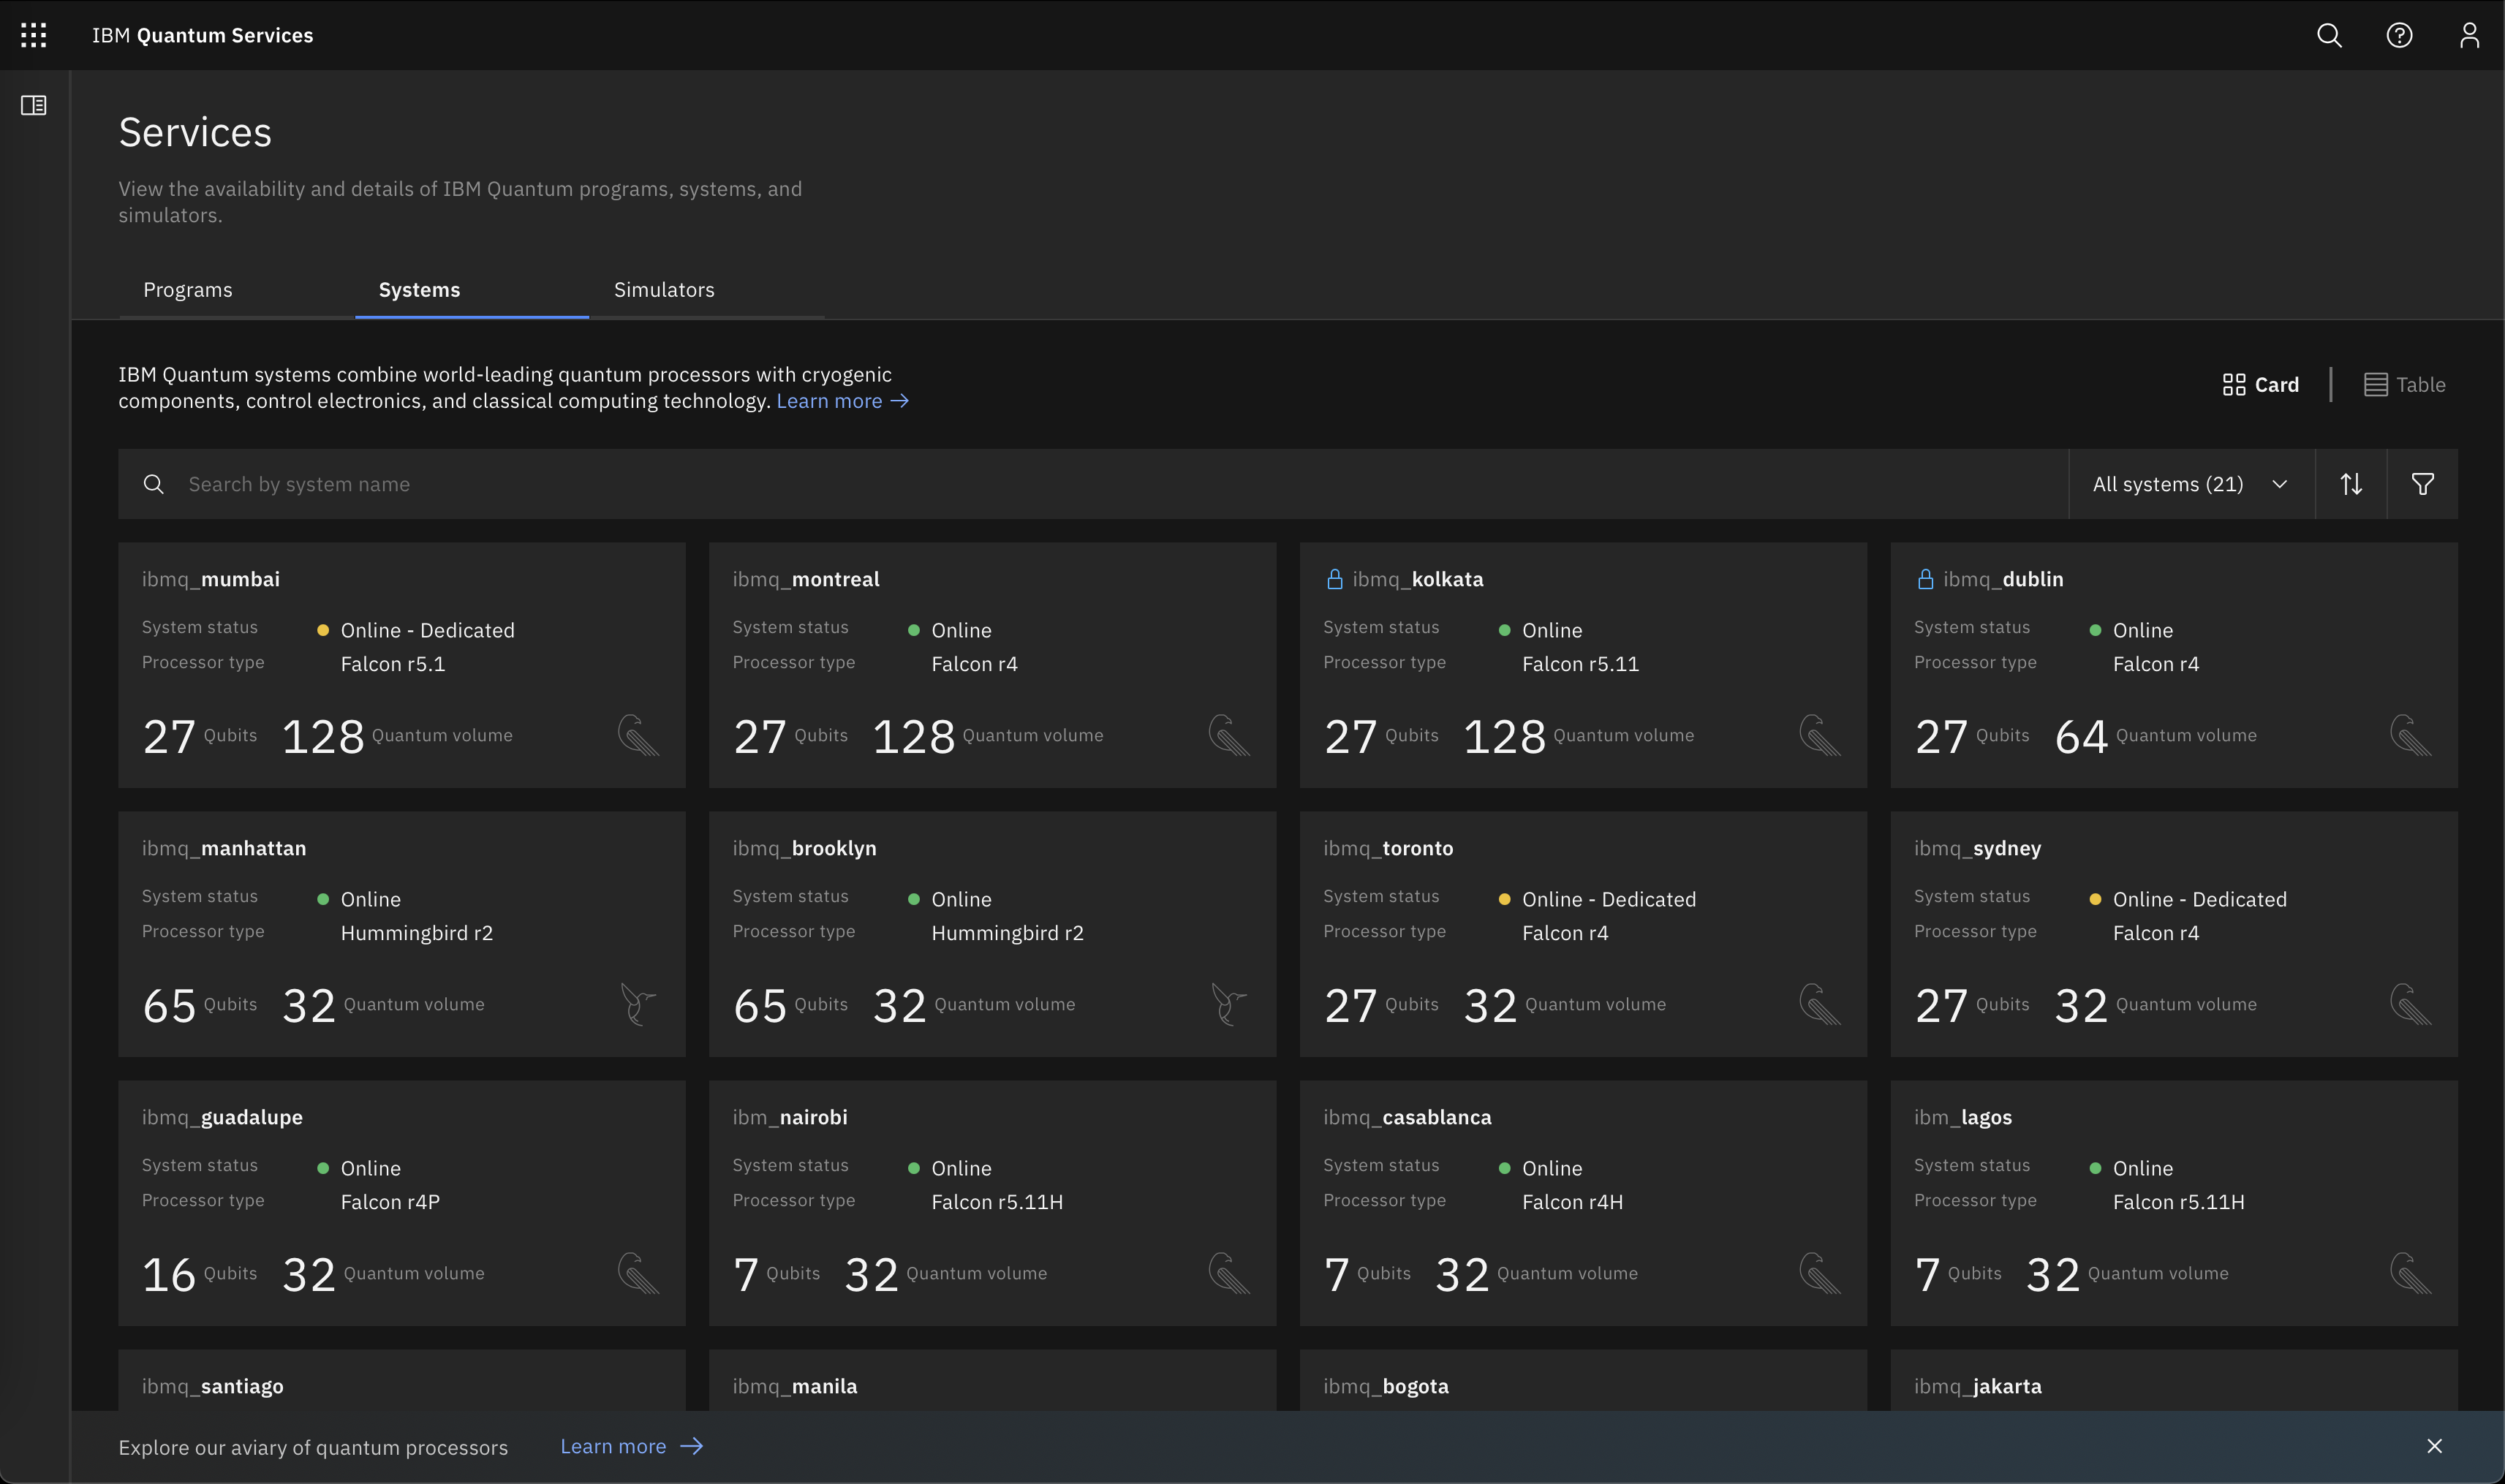 IBM Quantum Services
Services
View the availability and details of IBM Quantum programs, systems, and
simulators.
Programs
Systems
Simulators
IBM Quantum systems combine world-leading quantum processors with cryogenic
components, control electronics, and classical computing technology. Learn more →
Card
Table
Search by system name
All systems (21)
ibmq_mumbai
System status Online - Dedicated
Processor type Falcon r5.1
27 Qubits 128 Quantum volume
ibmq_montreal
System status Online
Processor type Falcon r4
27 Qubits 128 Quantum volume
ibmq_kolkata
System status Online
Processor type Falcon r5.11
27 Qubits 128 Quantum volume
ibmq_dublin
System status Online
Processor type Falcon r4
27 Qubits 64 Quantum volume
ibmq_manhattan
System status Online
Processor type Hummingbird r2
65 Qubits 32 Quantum volume
ibmq_brooklyn
System status Online
Processor type Hummingbird r2
65 Qubits 32 Quantum volume
ibmq_toronto
System status Online - Dedicated
Processor type Falcon r4
27 Qubits 32 Quantum volume
ibmq_sydney
System status Online - Dedicated
Processor type Falcon r4
27 Qubits 32 Quantum volume
ibmq_guadalupe
System status Online
Processor type Falcon r4P
16 Qubits 32 Quantum volume
ibm_nairobi
System status Online
Processor type Falcon r5.11H
7 Qubits 32 Quantum volume
ibmq_casablanca
System status Online
Processor type Falcon r4H
7 Qubits 32 Quantum volume
ibm_lagos
System status Online
Processor type Falcon r5.11H
7 Qubits 32 Quantum volume
ibmq_santiago
ibmq_manila
ibmq_bogota
ibmq_jakarta
Explore our aviary of quantum processors Learn more →